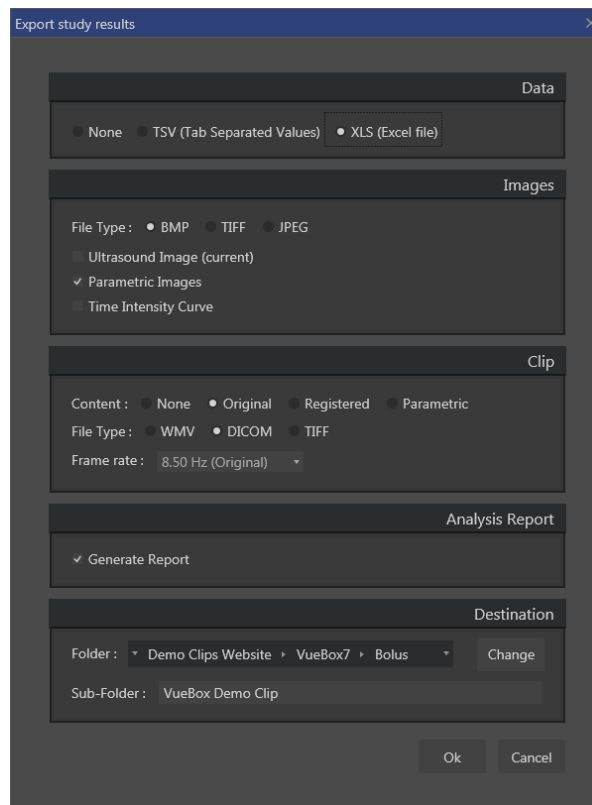 Export study results
Data
None TSV (Tab Separated Values) XLS (Excel file)
Images
File Type : BMP TIFF JPEG
Ultrasound Image (current)
Parametric Images
Time Intensity Curve
Clip
Content : None Original Registered Parametric
File Type : WMV DICOM TIFF
Frame rate : 8.50 Hz (Original)
Analysis Report
Generate Report
Destination
Folder : Demo Clips Website VueBox7 Bolus Change
Sub-Folder : VueBox Demo Clip
Ok Cancel